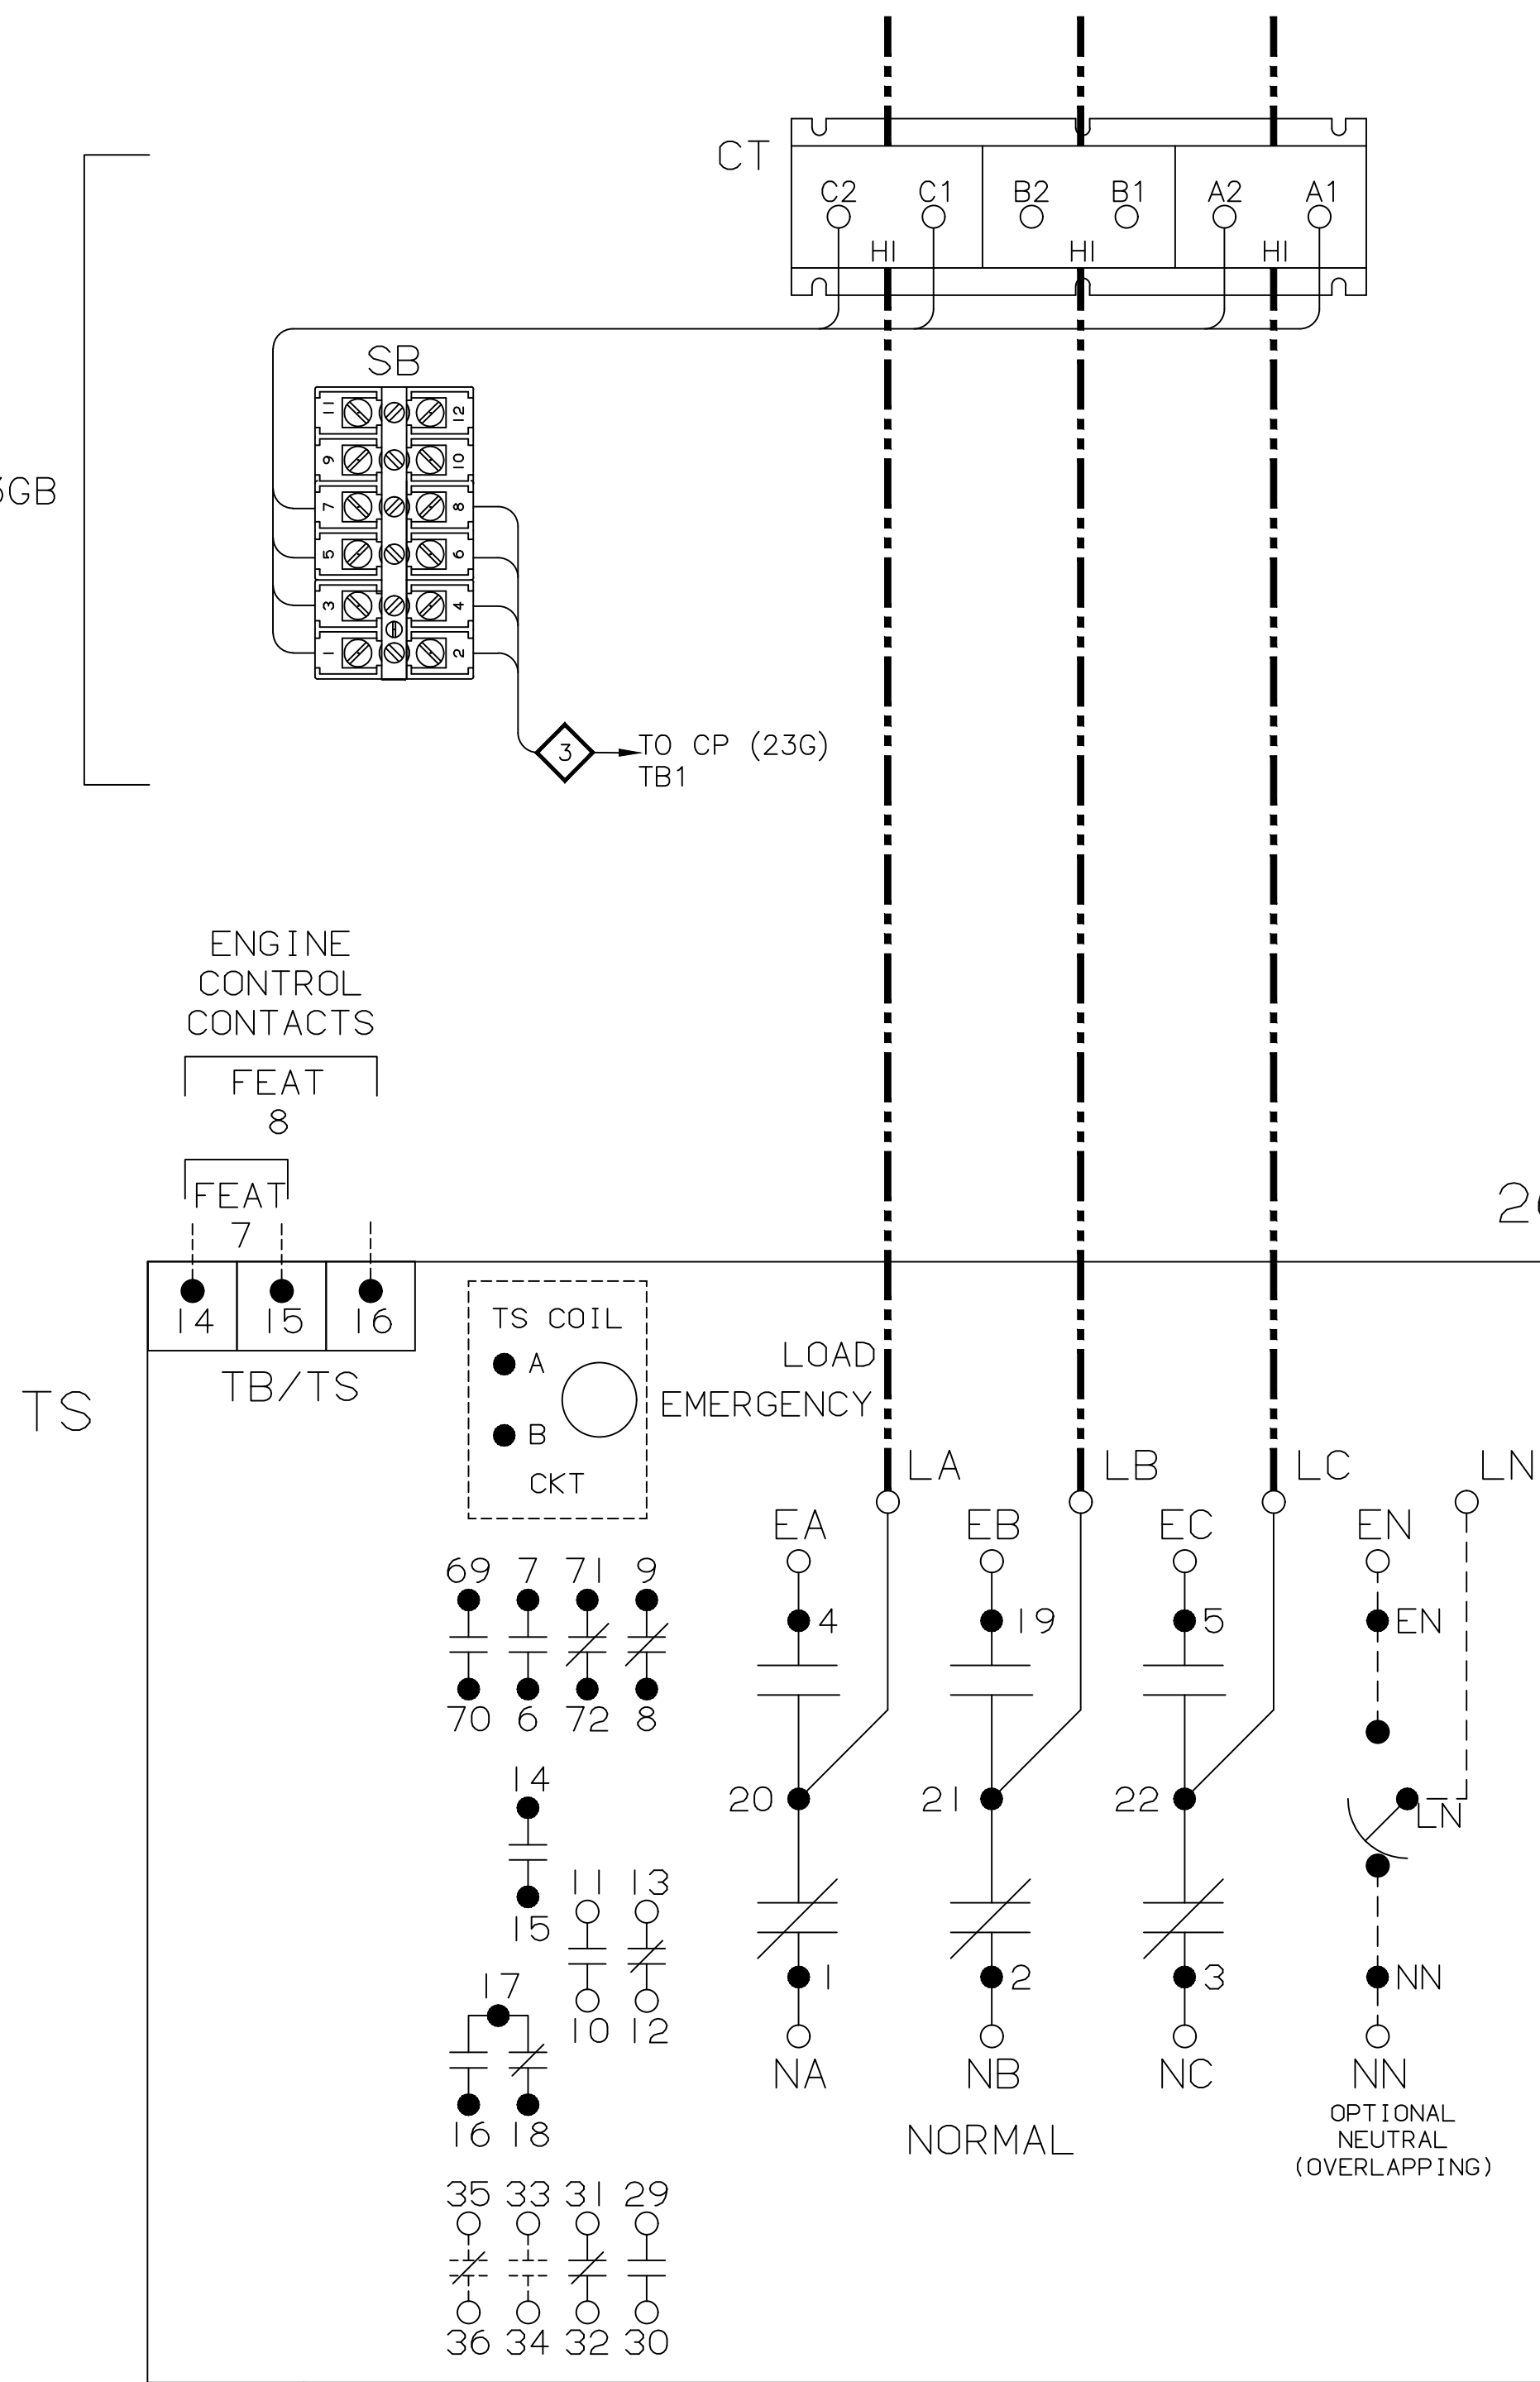 CT
C2 C1 B2 B1 A2 A1
HI HI HI
SB
11 12
9 10
7 8
5 6
3 4
1 2
GB
3 TO CP (23G)
TB1
ENGINE
CONTROL
CONTACTS
FEAT
8
FEAT
7
14 15 16
TB/TS
TS
TS COIL
A
B
CKT
LOAD
EMERGENCY
LA LB LC LN
EA EB EC EN
4 19 5 EN
69 7 71 9
70 6 72 8
20 21 22 LN
14
15
11 13
10 12
17
16 18
1 2 3 NN
NA NB NC NN
NORMAL
OPTIONAL
NEUTRAL
(OVERLAPPING)
35 33 31 29
36 34 32 30